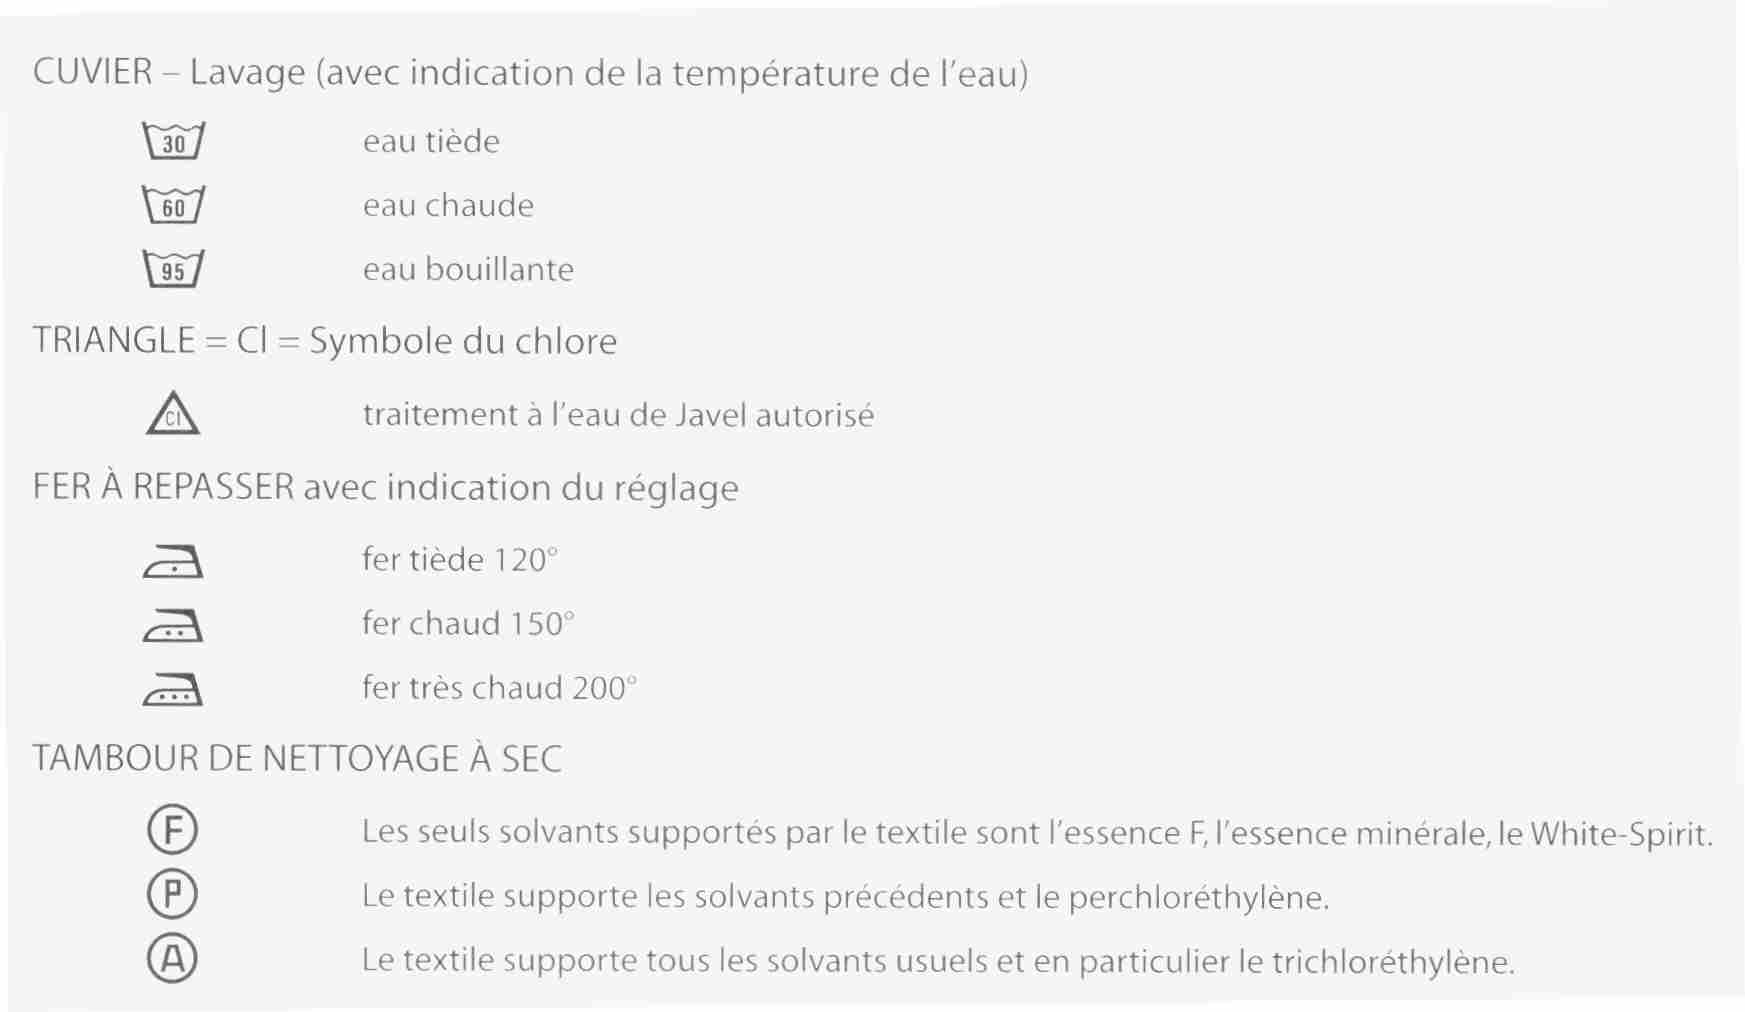 CUVIER – Lavage (avec indication de la température de l'eau)
30 eau tiède
60 eau chaude
95 eau bouillante
TRIANGLE = Cl = Symbole du chlore
Cl traitement à l'eau de Javel autorisé
FER À REPASSER avec indication du réglage
fer tiède 120°
fer chaud 150°
fer très chaud 200°
TAMBOUR DE NETTOYAGE À SEC
F Les seuls solvants supportés par le textile sont l'essence F, l'essence minérale, le White-Spirit.
P Le textile supporte les solvants précédents et le perchloréthylène.
A Le textile supporte tous les solvants usuels et en particulier le trichloréthylène.